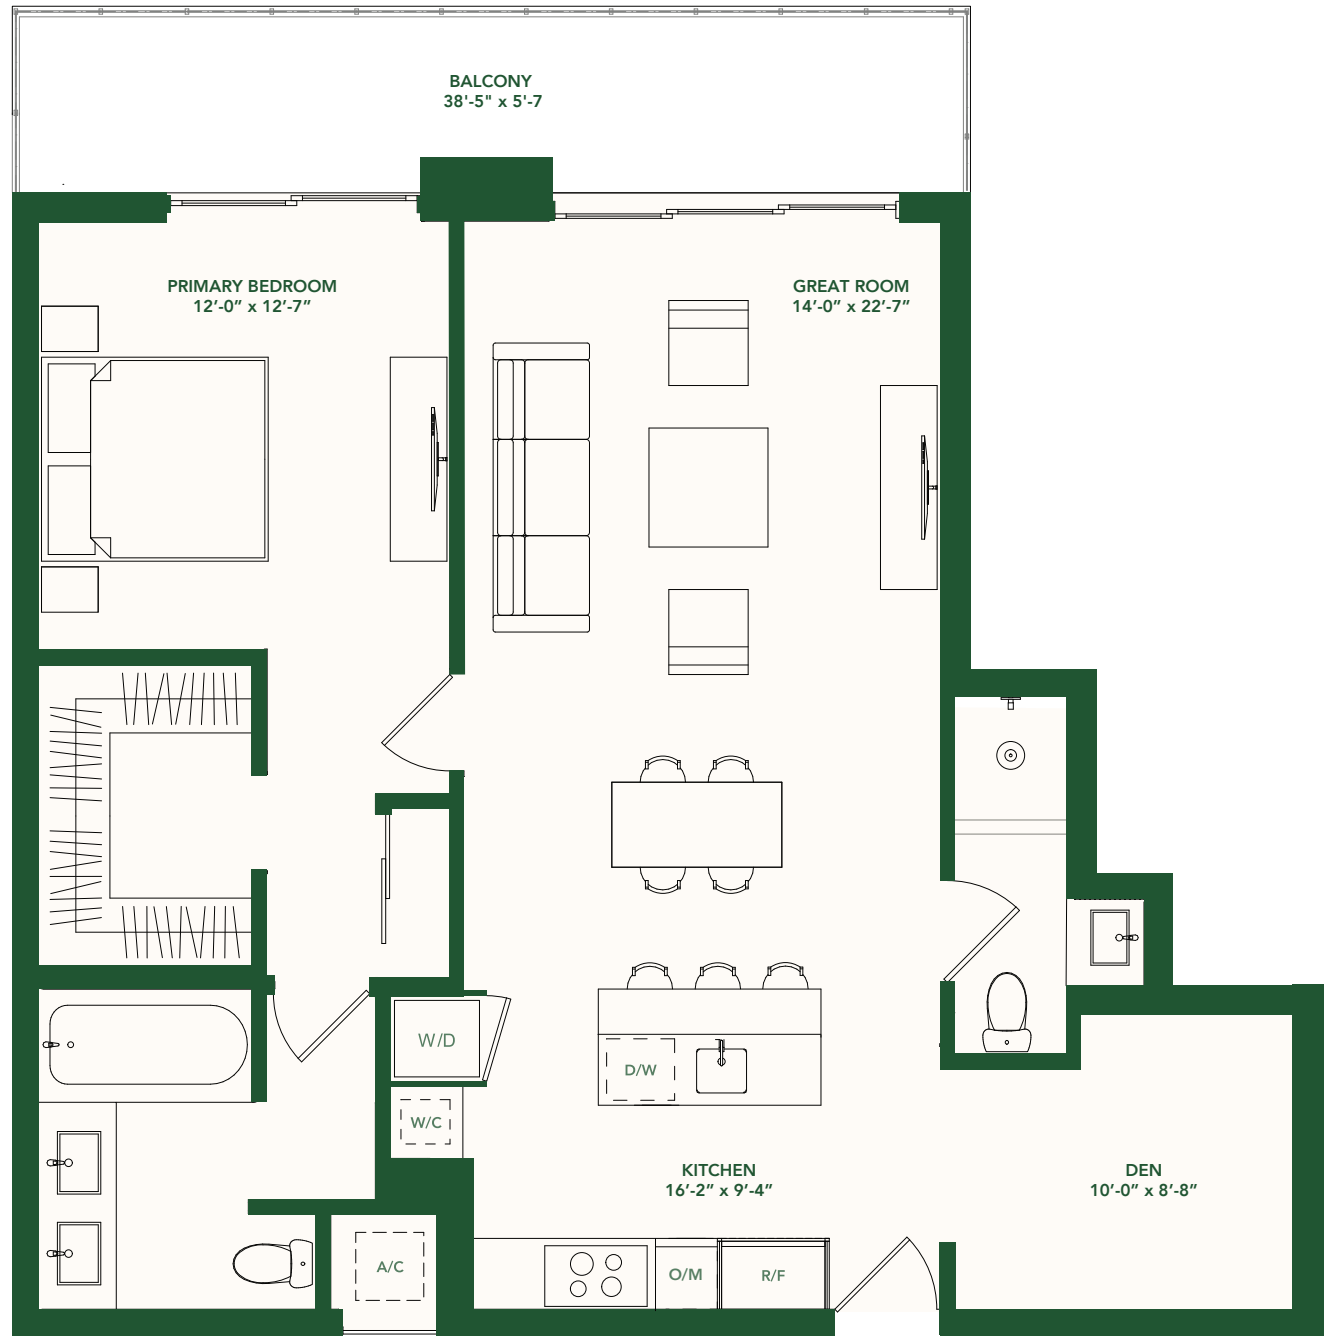 BALCONY
38'-5" x 5'-7
PRIMARY BEDROOM
12’-0” x 12’-7”
GREAT ROOM
14’-0” x 22’-7”
W/D
D/W
W/C
KITCHEN
16’-2” x 9’-4”
DEN
10’-0” x 8’-8”
A/C
O/M
R/F